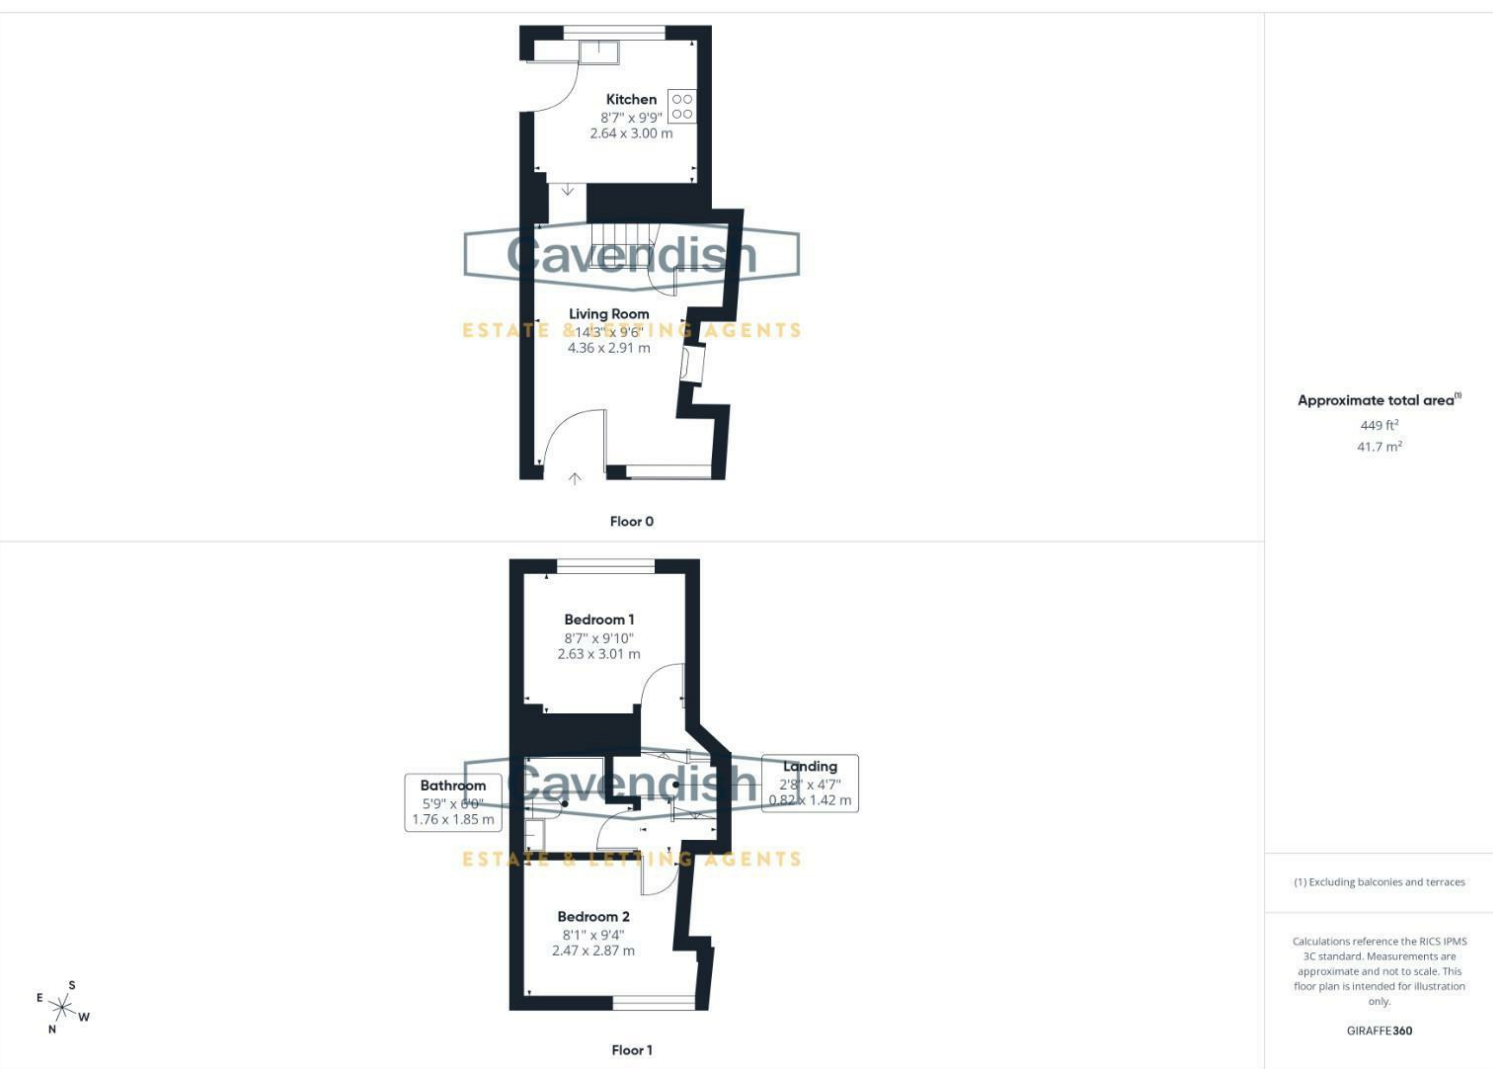 Kitchen
8'7" x 9'9"
2.64 x 3.00 m
Cavendish
Living Room
ESTATE & LETTING AGENTS
14'3" x 9'6"
4.36 x 2.91 m
Floor 0
Approximate total area(1)
449 ft²
41.7 m²
Bedroom 1
8'7" x 9'10"
2.63 x 3.01 m
Cavendish
Bathroom
5'9" x 6'0"
1.76 x 1.85 m
Landing
2'8" x 4'7"
0.82 x 1.42 m
ESTATE & LETTING AGENTS
Bedroom 2
8'1" x 9'4"
2.47 x 2.87 m
Floor 1
S
E
W
N
(1) Excluding balconies and terraces
Calculations reference the RICS IPMS
3C standard. Measurements are
approximate and not to scale. This
floor plan is intended for illustration
only.
GIRAFFE360